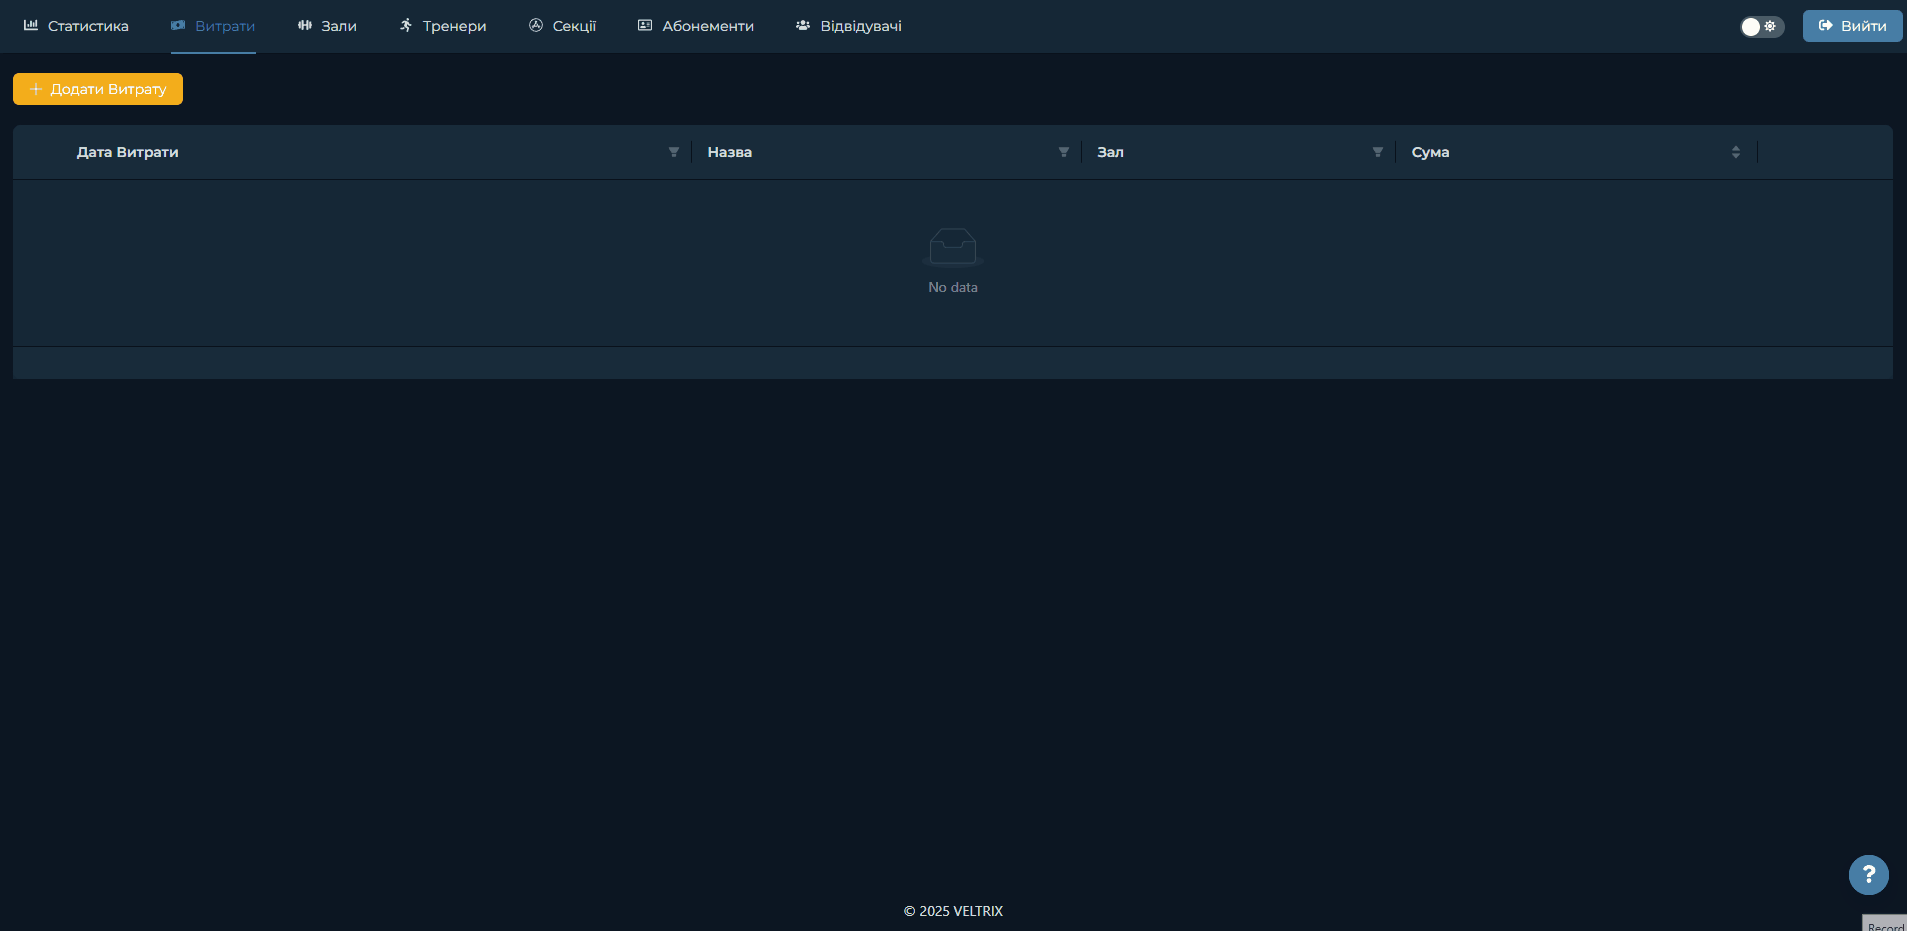 Статистика Витрати Зали Тренери Секції Абонементи Відвідувачі Вийти
+ Додати Витрату
Дата Витрати Назва Зал Сума
No data
?
© 2025 VELTRIX
Record